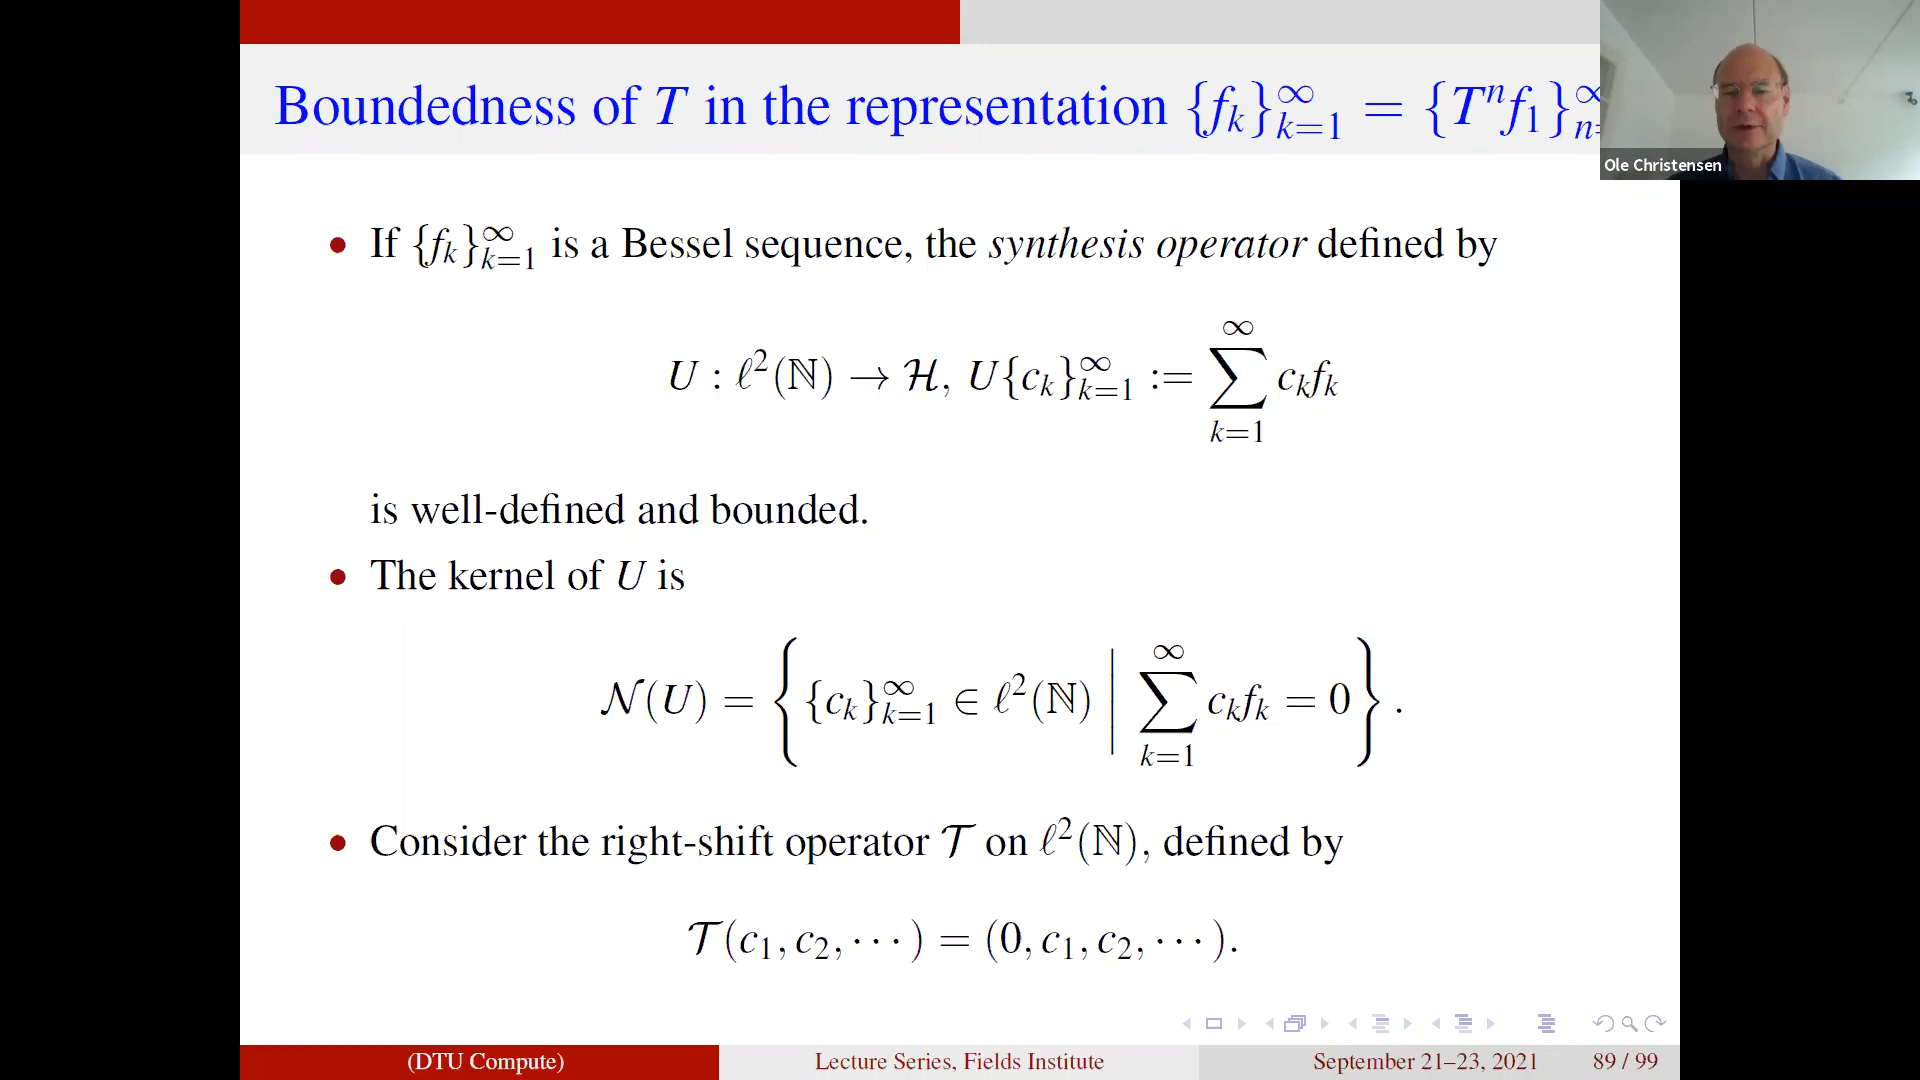 Boundedness of T in the representation {f_k}_{k=1}^∞ = {T^n f_1}_{n=}^∞
Ole Christensen
• If {f_k}_{k=1}^∞ is a Bessel sequence, the synthesis operator defined by
U : ℓ²(ℕ) → ℋ, U{c_k}_{k=1}^∞ := ∑_{k=1}^∞ c_k f_k
is well-defined and bounded.
• The kernel of U is
𝒩(U) = { {c_k}_{k=1}^∞ ∈ ℓ²(ℕ) | ∑_{k=1}^∞ c_k f_k = 0 } .
• Consider the right-shift operator 𝒯 on ℓ²(ℕ), defined by
𝒯(c_1, c_2, ⋯) = (0, c_1, c_2, ⋯).
(DTU Compute) Lecture Series, Fields Institute September 21–23, 2021 89 / 99